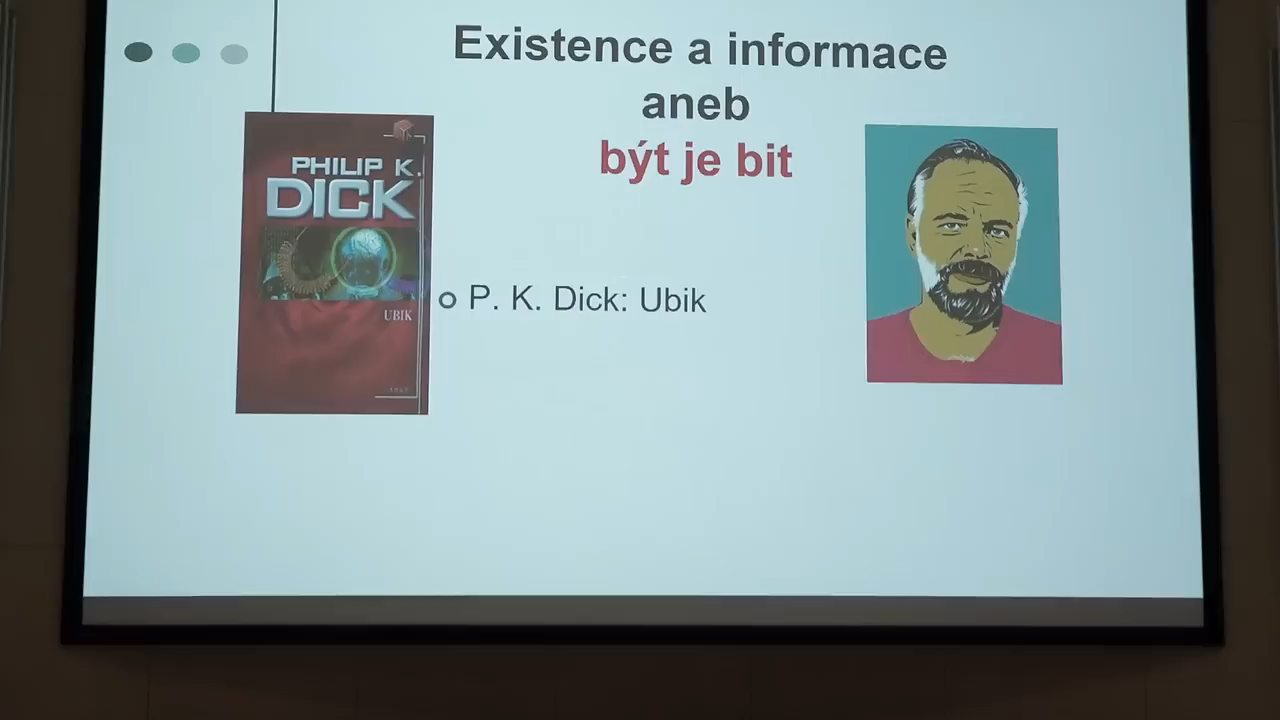 Existence a informace
aneb
být je bit
PHILIP K.
DICK
UBIK
P. K. Dick: Ubik